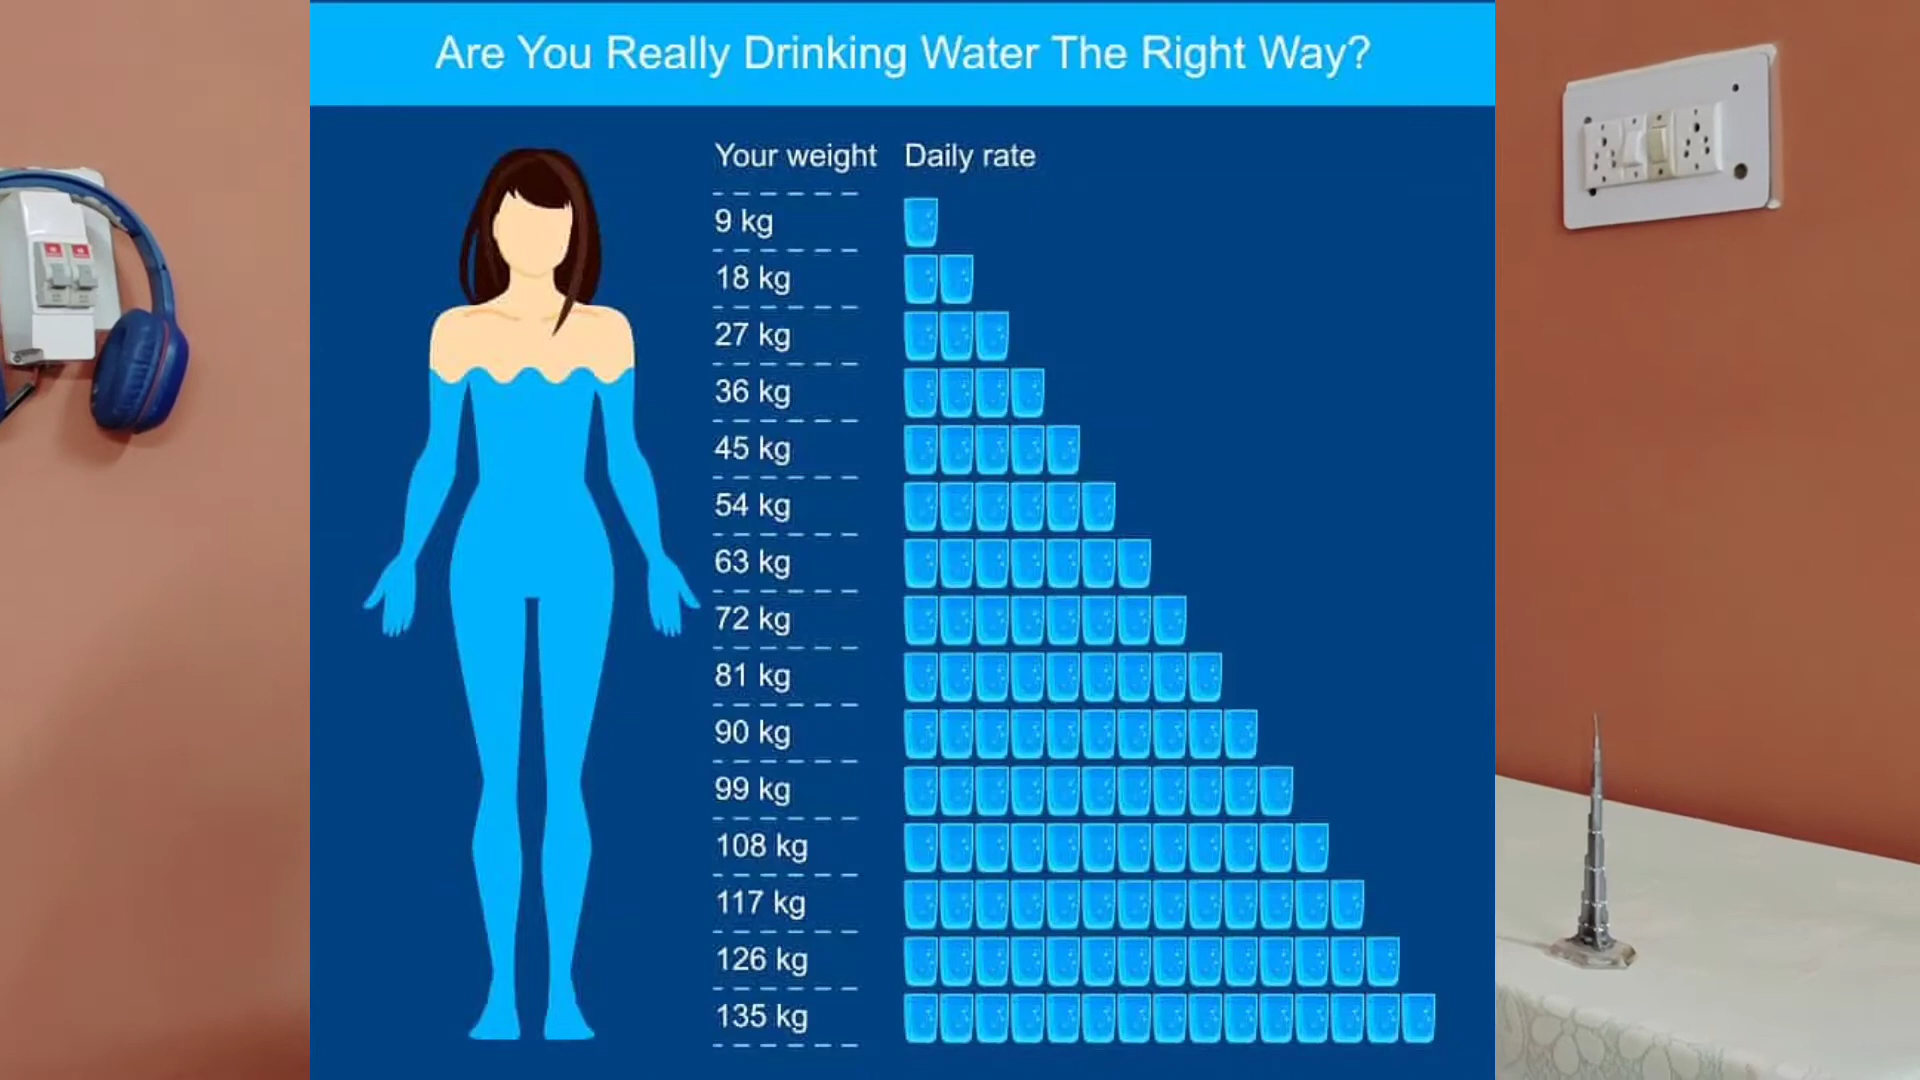 Are You Really Drinking Water The Right Way?
Your weight Daily rate
9 kg
18 kg
27 kg
36 kg
45 kg
54 kg
63 kg
72 kg
81 kg
90 kg
99 kg
108 kg
117 kg
126 kg
135 kg